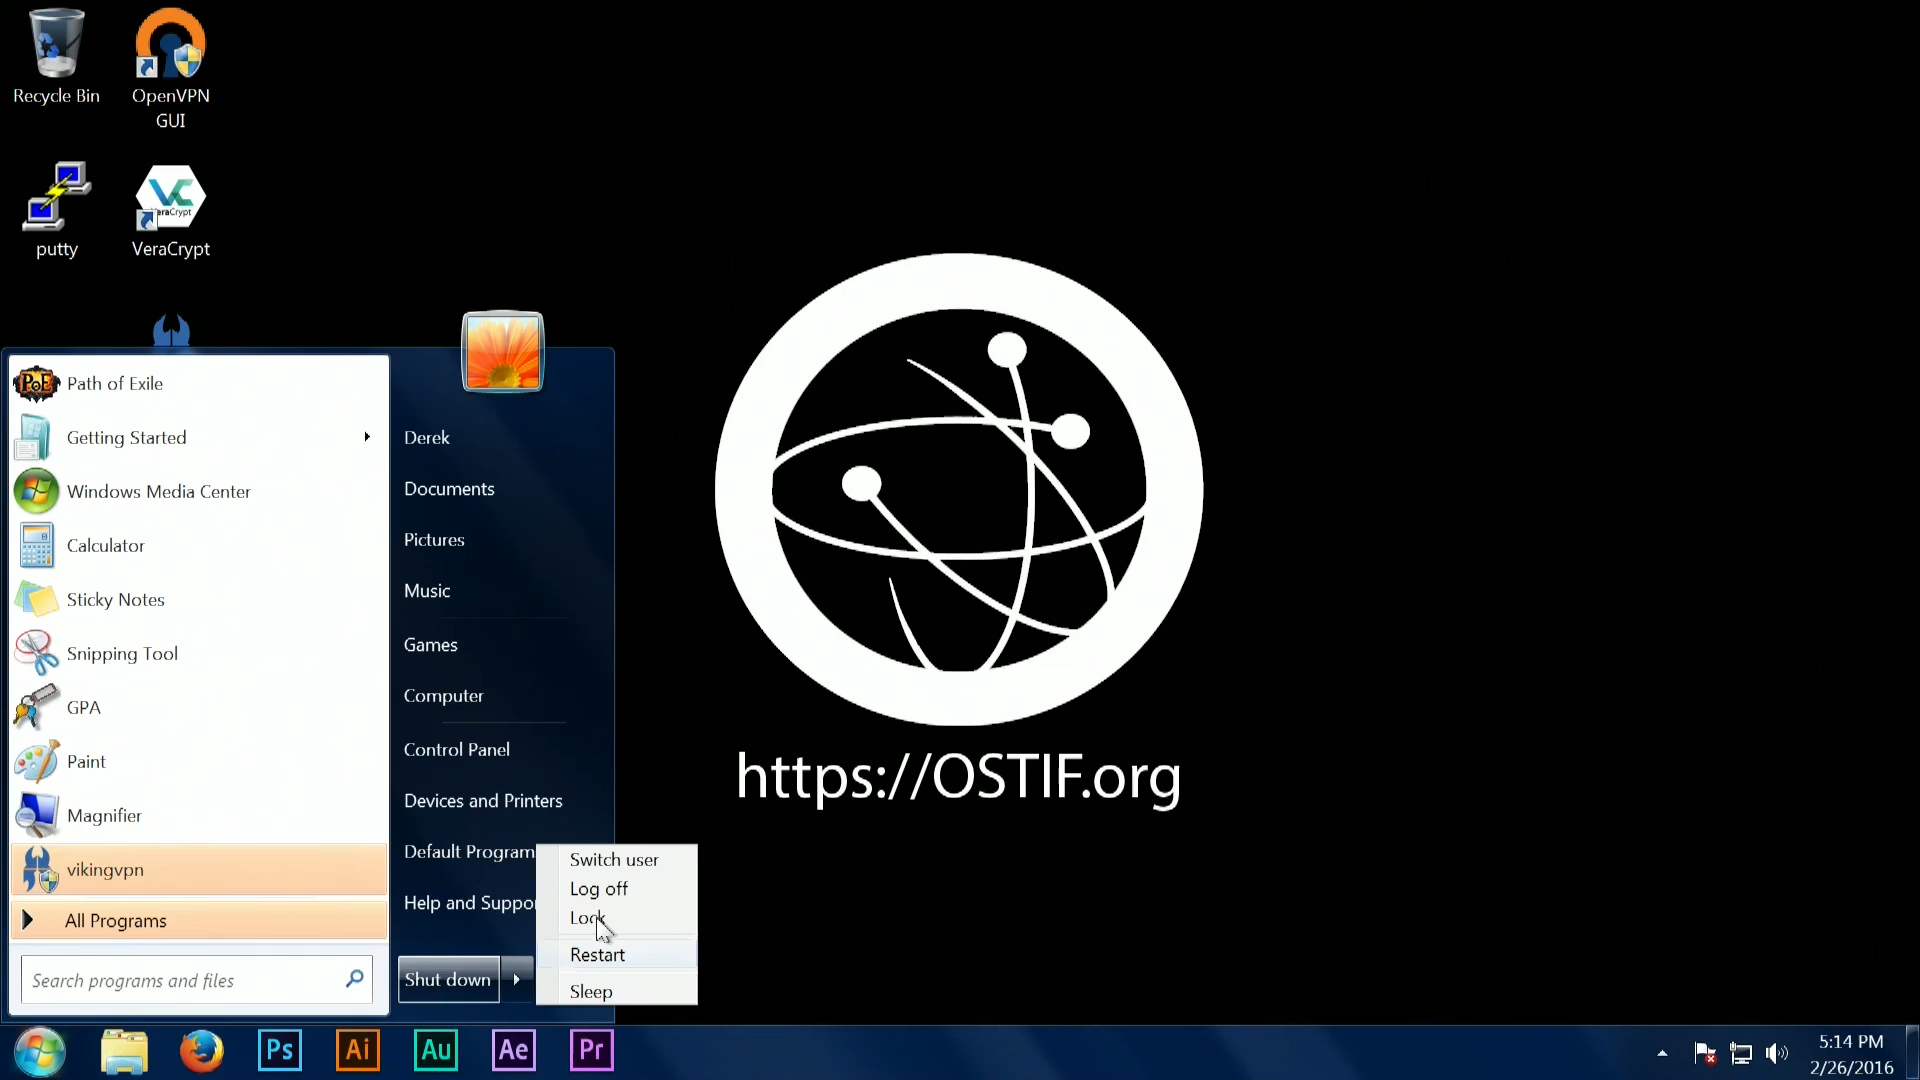 Recycle Bin
OpenVPN
GUI
putty
VeraCrypt
VC
eraCrypt
PoE
Path of Exile
Getting Started
Windows Media Center
Calculator
Sticky Notes
Snipping Tool
GPA
Paint
Magnifier
vikingvpn
All Programs
Search programs and files
Derek
Documents
Pictures
Music
Games
Computer
Control Panel
Devices and Printers
Default Program
Help and Suppo
Shut down
Switch user
Log off
Lock
Restart
Sleep
https://OSTIF.org
Ps
Ai
Au
Ae
Pr
5:14 PM
2/26/2016